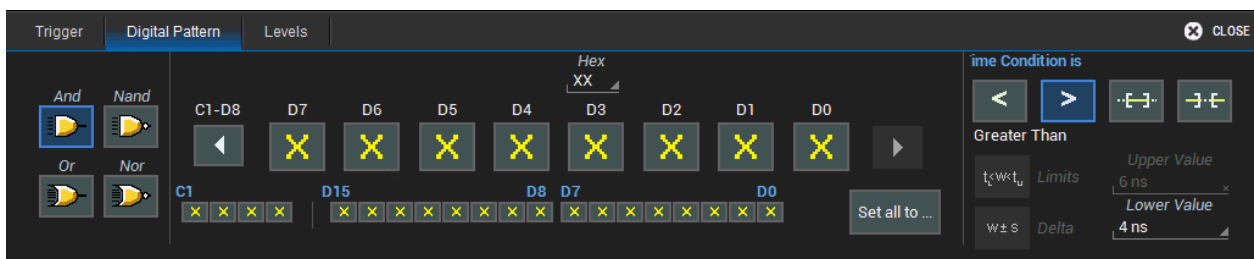 Trigger Digital Pattern Levels CLOSE
Hex
XX
ime Condition is
And Nand
C1-D8 D7 D6 D5 D4 D3 D2 D1 D0
< >
X X X X X X X X
Greater Than
Or Nor
Upper Value
tL<w<tu Limits 6 ns ×
C1 D15 D8 D7 D0
X X X X X X X X X X X X X X X X X X X X
Set all to ...
Lower Value
w ± s Delta 4 ns